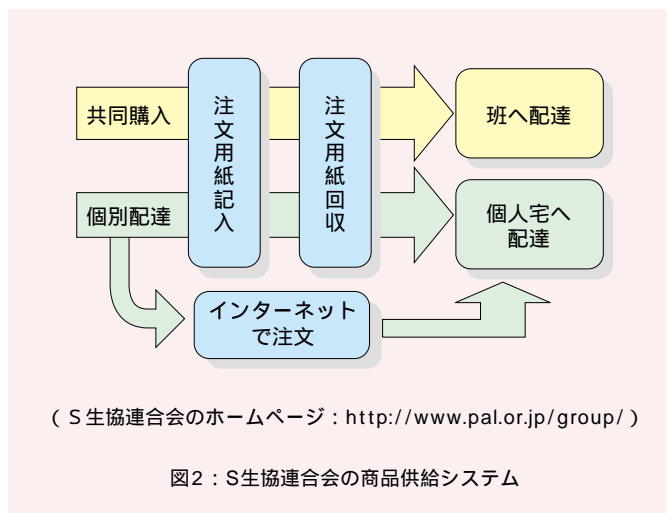 共同購入
注文用紙記入
注文用紙回収
班へ配達
個別配達
個人宅へ
配達
インターネット
で注文
（Ｓ生協連合会のホームページ：http://www.pal.or.jp/group/）
図2：S生協連合会の商品供給システム